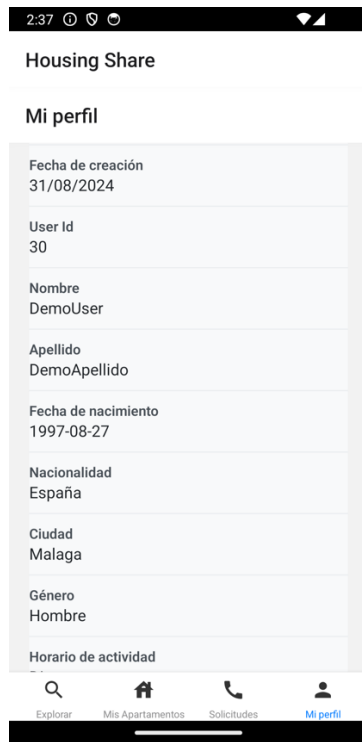 2:37
Housing Share
Mi perfil
Fecha de creación
31/08/2024
User Id
30
Nombre
DemoUser
Apellido
DemoApellido
Fecha de nacimiento
1997-08-27
Nacionalidad
España
Ciudad
Malaga
Género
Hombre
Horario de actividad
Explorar Mis Apartamentos Solicitudes Mi perfil